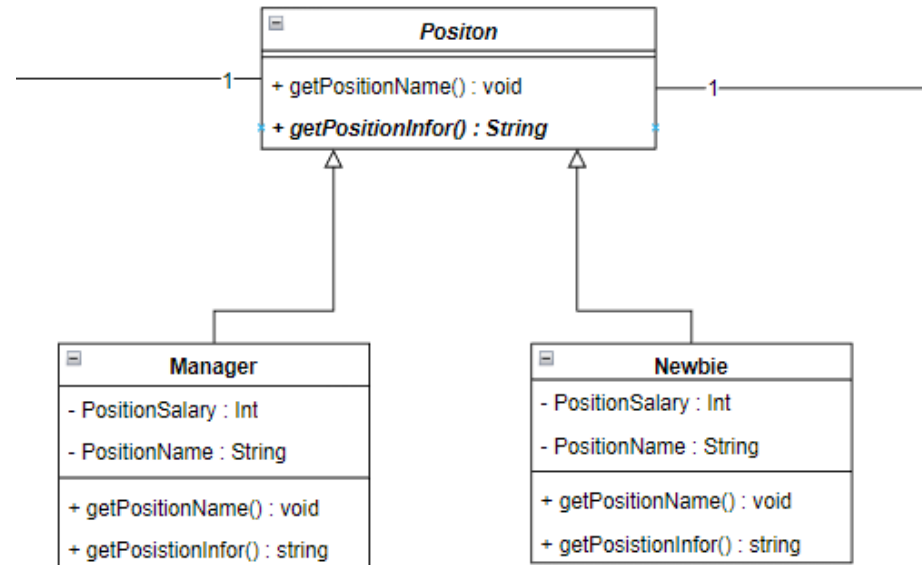 Positon
1
+ getPositionName() : void
1
+ getPositionInfor() : String
Manager
- PositionSalary : Int
- PositionName : String
+ getPositionName() : void
+ getPosistionInfor() : string
Newbie
- PositionSalary : Int
- PositionName : String
+ getPositionName() : void
+ getPosistionInfor() : string